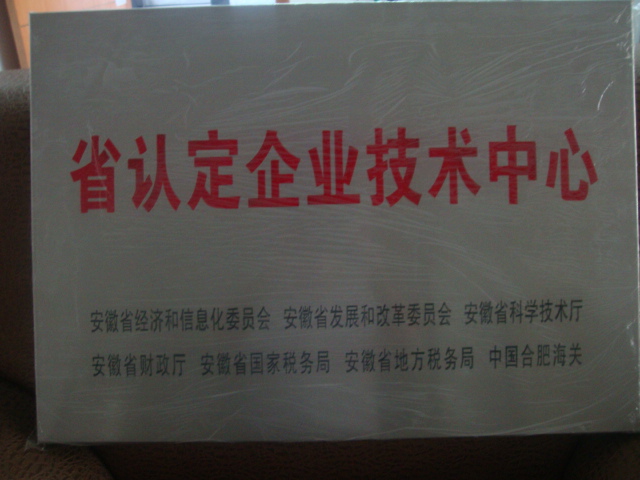 省认定企业技术中心
安徽省经济和信息化委员会 安徽省发展和改革委员会 安徽省科学技术厅
安徽省财政厅 安徽省国家税务局 安徽省地方税务局 中国合肥海关